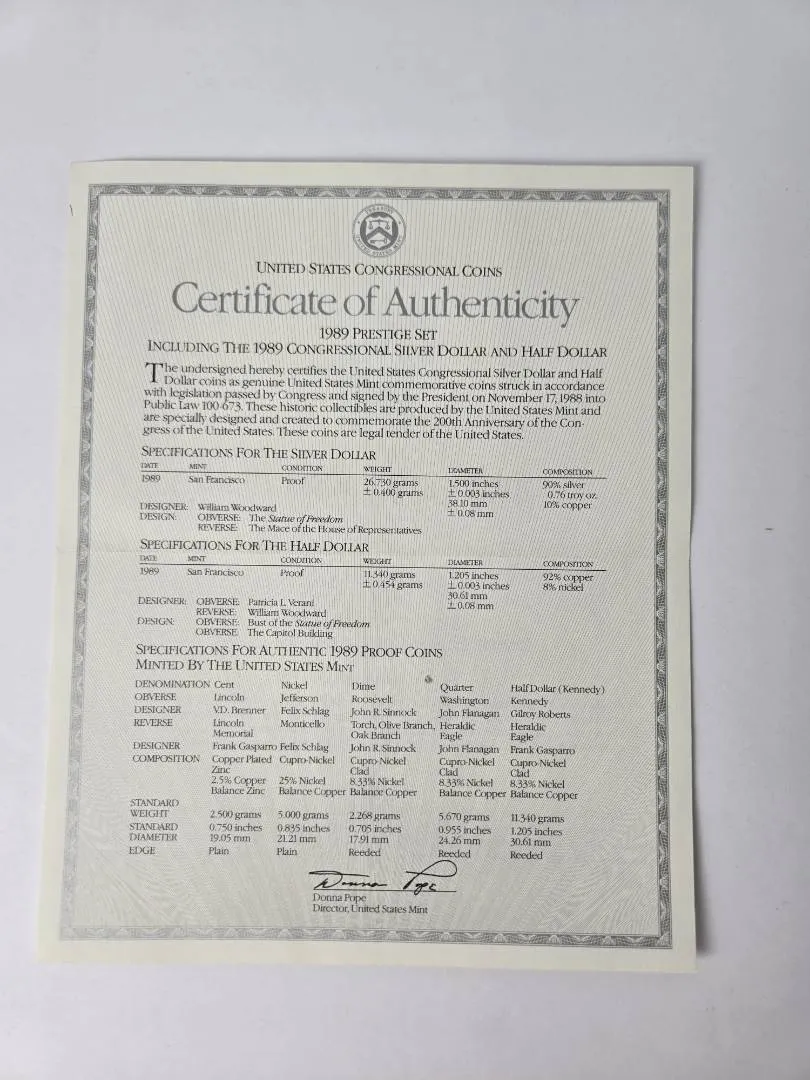 UNITED STATES CONGRESSIONAL COINS
Certificate of Authenticity
1989 PRESTIGE SET
INCLUDING THE 1989 CONGRESSIONAL SILVER DOLLAR AND HALF DOLLAR
The undersigned hereby certifies the United States Congressional Silver Dollar and Half
Dollar coins as genuine United States Mint commemorative coins struck in accordance
with legislation passed by Congress and signed by the President on November 17, 1988 into
Public Law 100-673. These historic collectibles are produced by the United States Mint and
are specially designed and created to commemorate the 200th Anniversary of the Con-
gress of the United States. These coins are legal tender of the United States.
SPECIFICATIONS FOR THE SILVER DOLLAR
DATE MINT CONDITION WEIGHT DIAMETER COMPOSITION
1989 San Francisco Proof 26.730 grams 1.500 inches 90% silver
± 0.400 grams ± 0.003 inches 0.76 troy oz.
38.10 mm 10% copper
± 0.08 mm
DESIGNER: William Woodward
DESIGN: OBVERSE: The Statue of Freedom
REVERSE: The Mace of the House of Representatives
SPECIFICATIONS FOR THE HALF DOLLAR
DATE MINT CONDITION WEIGHT DIAMETER COMPOSITION
1989 San Francisco Proof 11.340 grams 1.205 inches 92% copper
± 0.454 grams ± 0.003 inches 8% nickel
30.61 mm
± 0.08 mm
DESIGNER: OBVERSE: Patricia L. Verani
REVERSE: William Woodward
DESIGN: OBVERSE: Bust of the Statue of Freedom
OBVERSE: The Capitol Building
SPECIFICATIONS FOR AUTHENTIC 1989 PROOF COINS
MINTED BY THE UNITED STATES MINT
DENOMINATION Cent Nickel Dime Quarter Half Dollar (Kennedy)
OBVERSE Lincoln Jefferson Roosevelt Washington Kennedy
DESIGNER V.D. Brenner Felix Schlag John R. Sinnock John Flanagan Gilroy Roberts
REVERSE Lincoln Monticello Torch, Olive Branch, Heraldic Heraldic
Memorial Oak Branch Eagle Eagle
DESIGNER Frank Gasparro Felix Schlag John R. Sinnock John Flanagan Frank Gasparro
COMPOSITION Copper Plated Cupro-Nickel Cupro-Nickel Cupro-Nickel Cupro-Nickel
Zinc Clad Clad Clad
2.5% Copper 25% Nickel 8.33% Nickel 8.33% Nickel 8.33% Nickel
Balance Zinc Balance Copper Balance Copper Balance Copper Balance Copper
STANDARD
WEIGHT 2.500 grams 5.000 grams 2.268 grams 5.670 grams 11.340 grams
STANDARD 0.750 inches 0.835 inches 0.705 inches 0.955 inches 1.205 inches
DIAMETER 19.05 mm 21.21 mm 17.91 mm 24.26 mm 30.61 mm
EDGE Plain Plain Reeded Reeded Reeded
Donna Pope
Donna Pope
Director, United States Mint